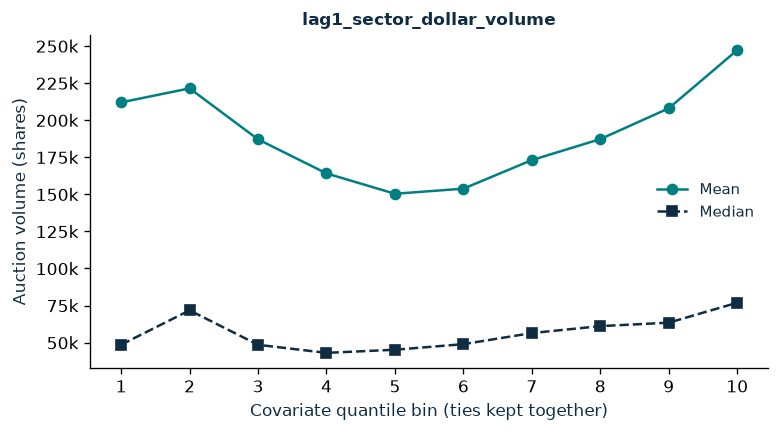 lag1_sector_dollar_volume
Auction volume (shares)
250k
225k
200k
175k
150k
125k
100k
75k
50k
Mean
Median
1 2 3 4 5 6 7 8 9 10
Covariate quantile bin (ties kept together)